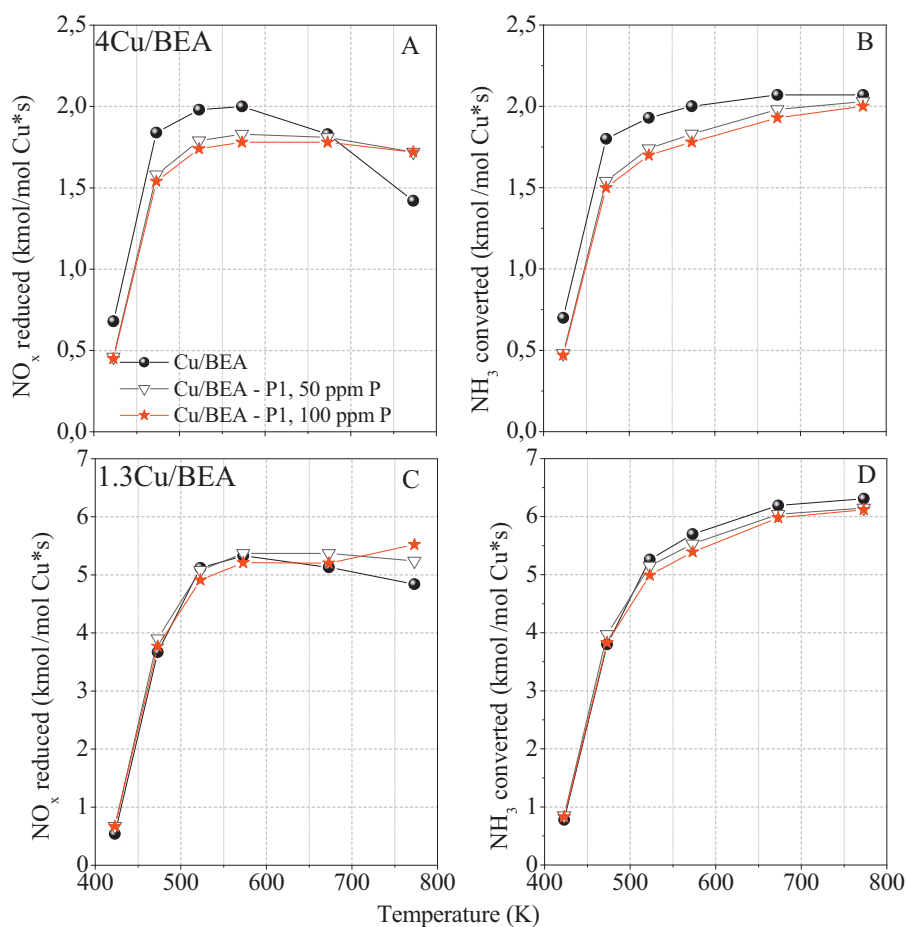 4Cu/BEA
A
2,5
2,0
1,5
1,0
0,5
0,0
NOx reduced (kmol/mol Cu*s)
Cu/BEA
Cu/BEA - P1, 50 ppm P
Cu/BEA - P1, 100 ppm P
B
2,5
2,0
1,5
1,0
0,5
0,0
NH3 converted (kmol/mol Cu*s)
1.3Cu/BEA
C
7
6
5
4
3
2
1
0
NOx reduced (kmol/mol Cu*s)
400 500 600 700 800
D
7
6
5
4
3
2
1
0
NH3 converted (kmol/mol Cu*s)
400 500 600 700 800
Temperature (K)